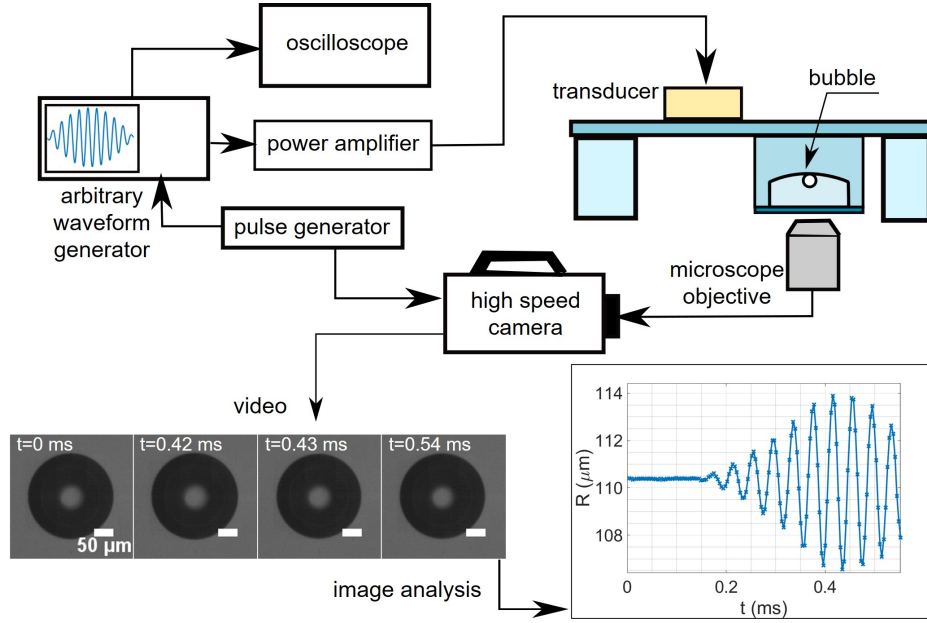 oscilloscope
transducer
bubble
power amplifier
arbitrary
waveform
generator
pulse generator
microscope
objective
high speed
camera
video
t=0 ms
t=0.42 ms
t=0.43 ms
t=0.54 ms
50 μm
image analysis
114
112
110
108
R (μm)
0
0.2
0.4
t (ms)